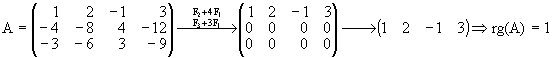 F₂+4F₁
F₃+3F₁
1 2 −1 3
1 2 −1 3
A = −4 −8 4 −12 ⟶ 0 0 0 0 ⟶ (1 2 −1 3) ⇒ rg(A) = 1
−3 −6 3 −9
0 0 0 0